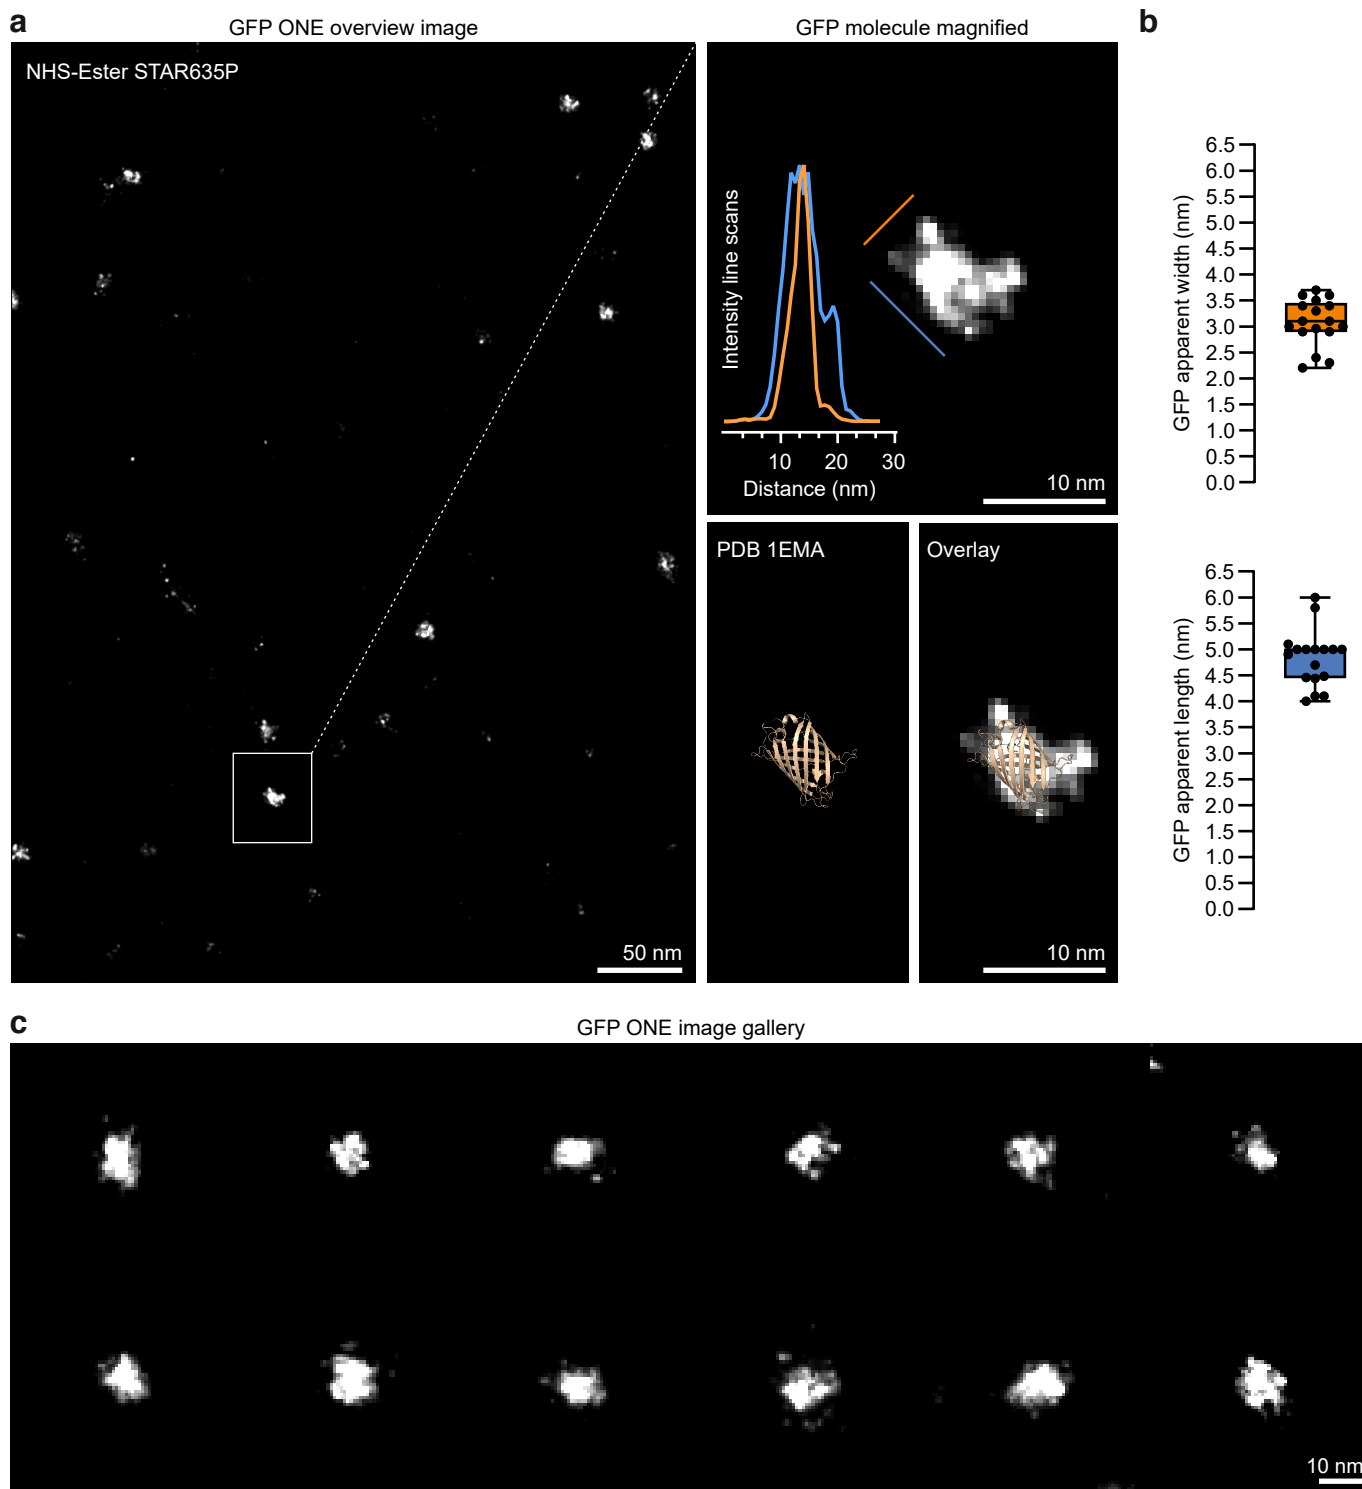 a
GFP ONE overview image
NHS-Ester STAR635P
50 nm
GFP molecule magnified
Intensity line scans
10 20 30
Distance (nm)
10 nm
PDB 1EMA
Overlay
10 nm
b
GFP apparent width (nm)
6.5
6.0
5.5
5.0
4.5
4.0
3.5
3.0
2.5
2.0
1.5
1.0
0.5
0.0
GFP apparent length (nm)
6.5
6.0
5.5
5.0
4.5
4.0
3.5
3.0
2.5
2.0
1.5
1.0
0.5
0.0
c
GFP ONE image gallery
10 nm